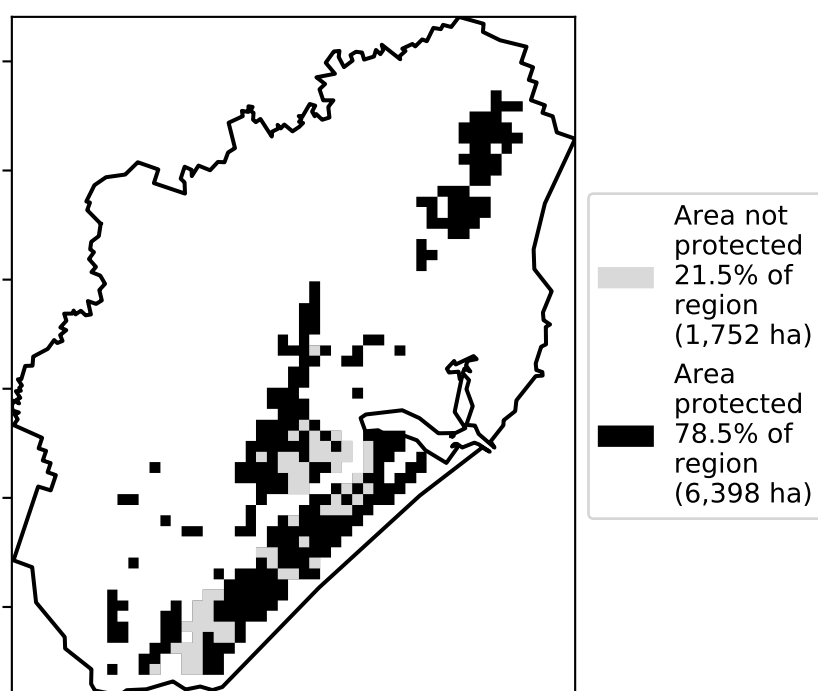 Area not
protected
21.5% of
region
(1,752 ha)
Area
protected
78.5% of
region
(6,398 ha)